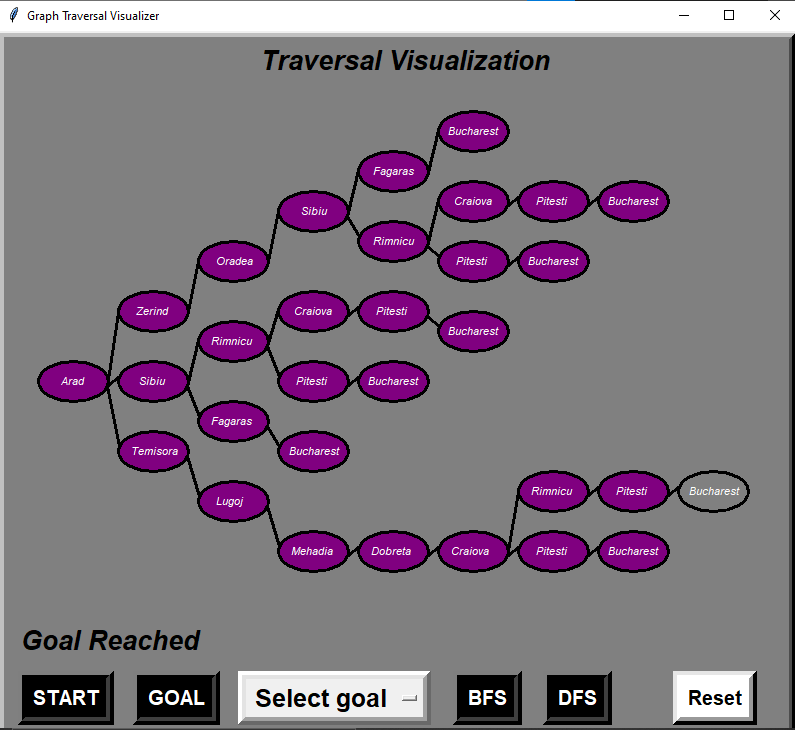 Graph Traversal Visualizer
Traversal Visualization
Bucharest
Fagaras
Sibiu
Craiova
Pitesti
Bucharest
Rimnicu
Oradea
Pitesti
Bucharest
Zerind
Craiova
Pitesti
Rimnicu
Bucharest
Arad
Sibiu
Pitesti
Bucharest
Fagaras
Temisora
Bucharest
Lugoj
Rimnicu
Pitesti
Bucharest
Mehadia
Dobreta
Craiova
Pitesti
Bucharest
Goal Reached
START
GOAL
Select goal
BFS
DFS
Reset